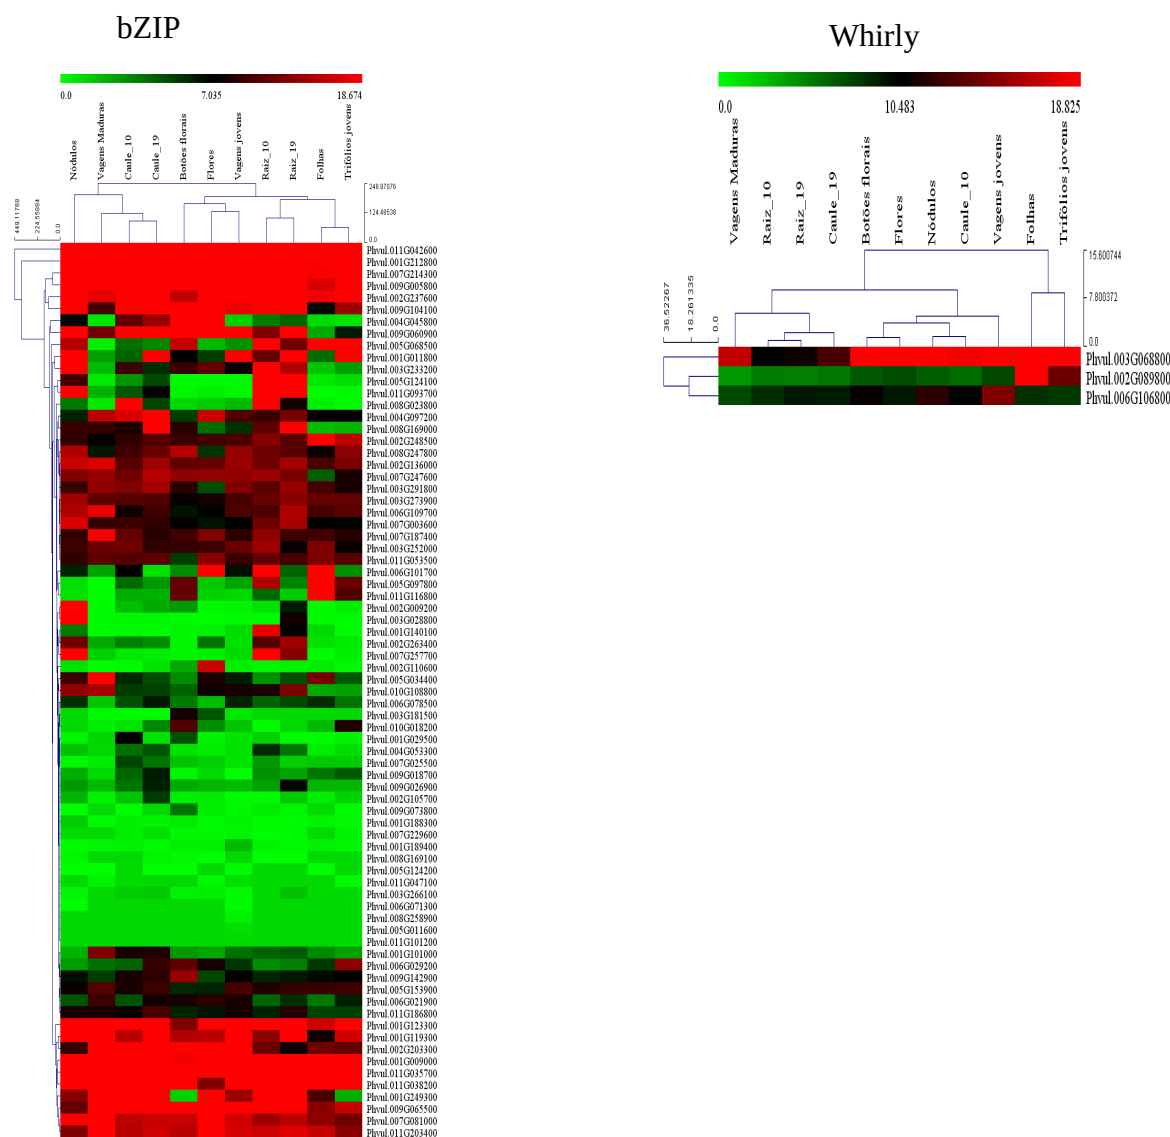 bZIP
0.0 7.035 18.674
Nódulos
Vagens Maduras
Caule_10
Caule_19
Botões florais
Flores
Vagens jovens
Raiz_10
Raiz_19
Folhas
Trifólios jovens
449.11768
224.55884
0.0
248.97076
124.48538
0.0
Phvul.011G042600
Phvul.001G212800
Phvul.007G214300
Phvul.009G005800
Phvul.002G237600
Phvul.009G104100
Phvul.004G045800
Phvul.009G060900
Phvul.005G068500
Phvul.001G011800
Phvul.003G233200
Phvul.005G124100
Phvul.011G093700
Phvul.008G023800
Phvul.004G097200
Phvul.008G169000
Phvul.002G248500
Phvul.008G247800
Phvul.002G136000
Phvul.007G247600
Phvul.003G291800
Phvul.003G273900
Phvul.006G109700
Phvul.007G003600
Phvul.007G187400
Phvul.003G252000
Phvul.011G053500
Phvul.006G101700
Phvul.005G097800
Phvul.011G116800
Phvul.002G009200
Phvul.003G028800
Phvul.001G140100
Phvul.002G263400
Phvul.007G257700
Phvul.002G110600
Phvul.005G034400
Phvul.010G108800
Phvul.006G078500
Phvul.003G181500
Phvul.010G018200
Phvul.001G029500
Phvul.004G053300
Phvul.007G025500
Phvul.009G018700
Phvul.009G026900
Phvul.002G105700
Phvul.009G073800
Phvul.001G188300
Phvul.007G229600
Phvul.001G189400
Phvul.008G169100
Phvul.005G124200
Phvul.011G047100
Phvul.003G266100
Phvul.006G071300
Phvul.008G258900
Phvul.005G011600
Phvul.011G101200
Phvul.001G101000
Phvul.006G029200
Phvul.009G142900
Phvul.005G153900
Phvul.006G021900
Phvul.011G186800
Phvul.001G123300
Phvul.001G119300
Phvul.002G203300
Phvul.001G009000
Phvul.011G035700
Phvul.011G038200
Phvul.001G249300
Phvul.009G065500
Phvul.007G081000
Phvul.011G203400
Whirly
0.0 10.483 18.825
Vagens Maduras
Raiz_10
Raiz_19
Caule_19
Botões florais
Flores
Nódulos
Caule_10
Vagens jovens
Folhas
Trifólios jovens
36.52267
18.261335
0.0
15.600744
7.800372
0.0
Phvul.003G068800
Phvul.002G089800
Phvul.006G106800